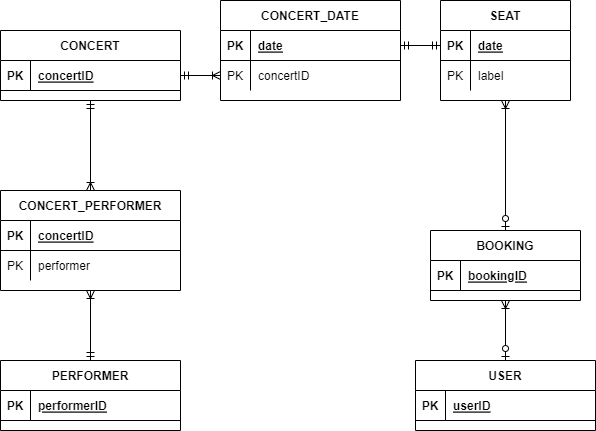 CONCERT
PK concertID
CONCERT_DATE
PK date
PK concertID
SEAT
PK date
PK label
CONCERT_PERFORMER
PK concertID
PK performer
BOOKING
PK bookingID
PERFORMER
PK performerID
USER
PK userID